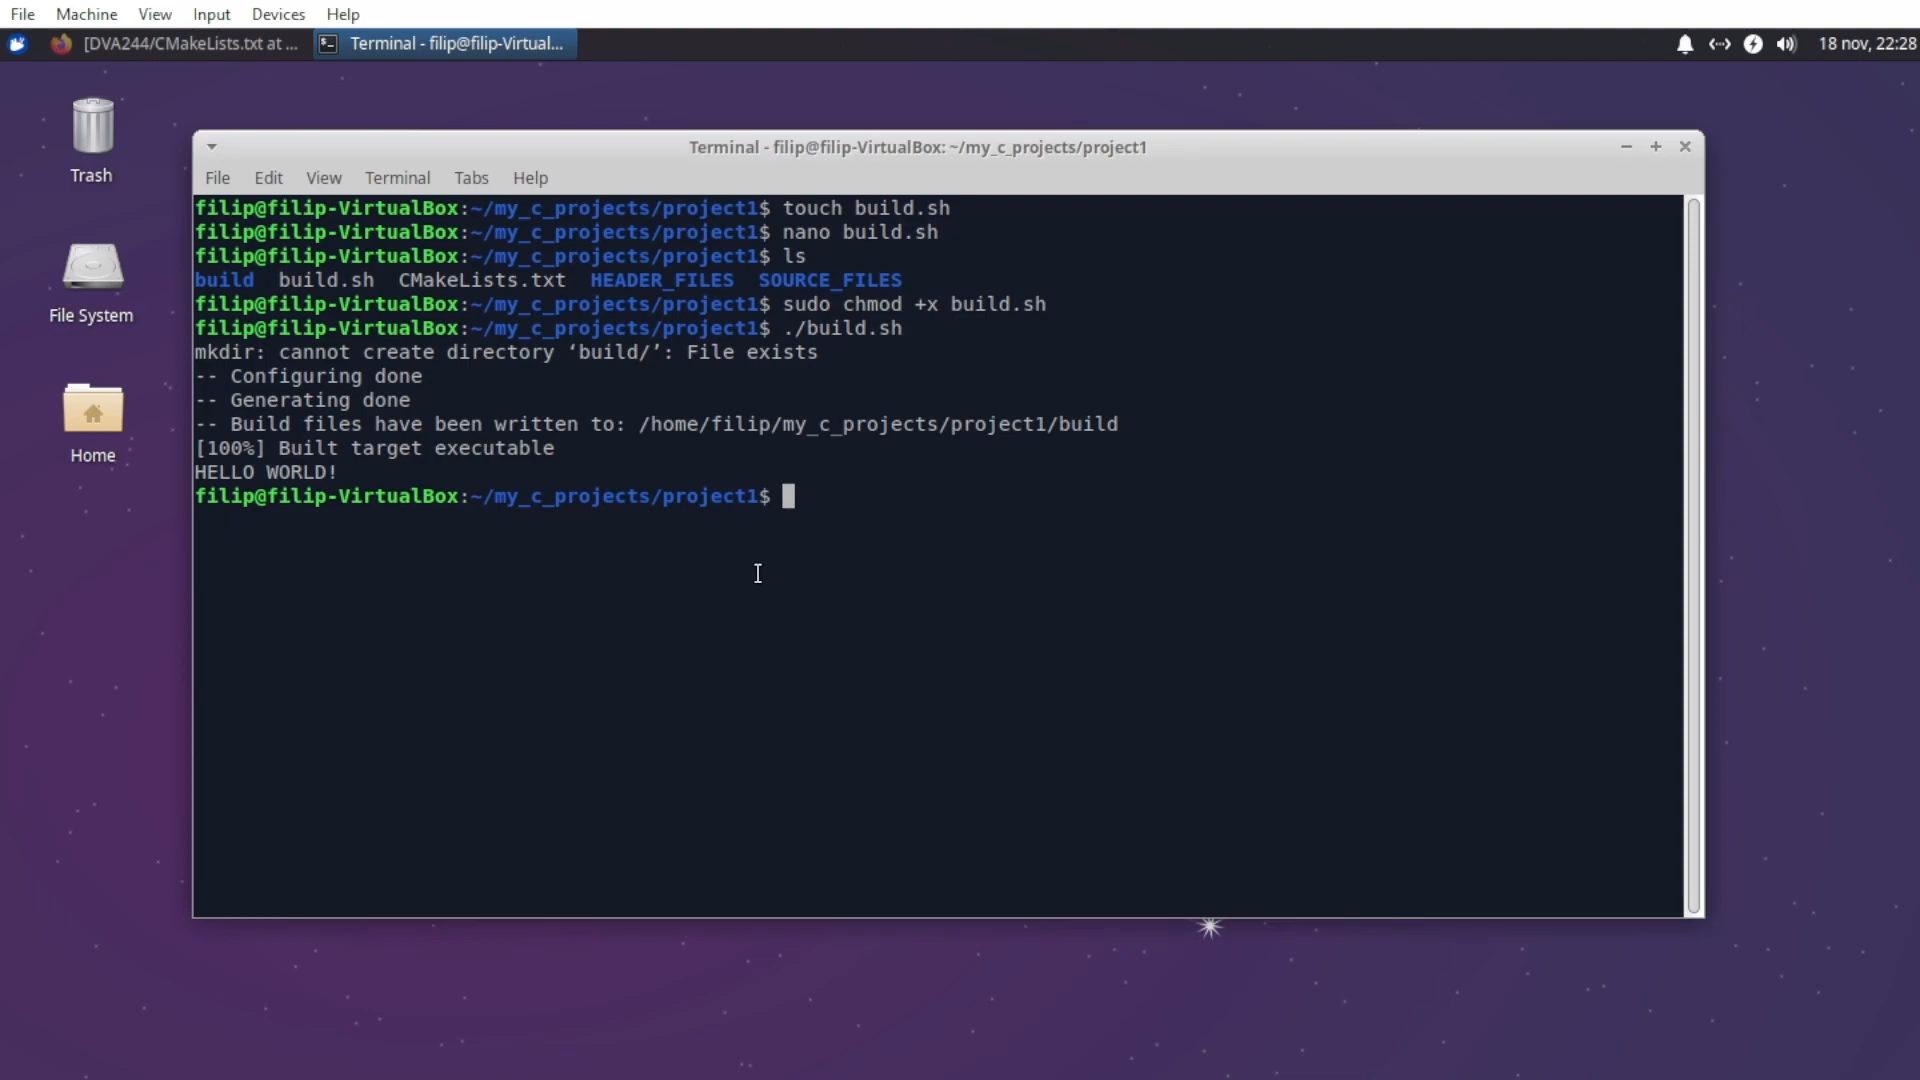 File Machine View Input Devices Help
[DVA244/CMakeLists.txt at ... Terminal - filip@filip-Virtual... 18 nov, 22:28
Trash
File System
Home
Terminal - filip@filip-VirtualBox: ~/my_c_projects/project1
File Edit View Terminal Tabs Help
filip@filip-VirtualBox:~/my_c_projects/project1$ touch build.sh
filip@filip-VirtualBox:~/my_c_projects/project1$ nano build.sh
filip@filip-VirtualBox:~/my_c_projects/project1$ ls
build build.sh CMakeLists.txt HEADER_FILES SOURCE_FILES
filip@filip-VirtualBox:~/my_c_projects/project1$ sudo chmod +x build.sh
filip@filip-VirtualBox:~/my_c_projects/project1$ ./build.sh
mkdir: cannot create directory ‘build/’: File exists
-- Configuring done
-- Generating done
-- Build files have been written to: /home/filip/my_c_projects/project1/build
[100%] Built target executable
HELLO WORLD!
filip@filip-VirtualBox:~/my_c_projects/project1$